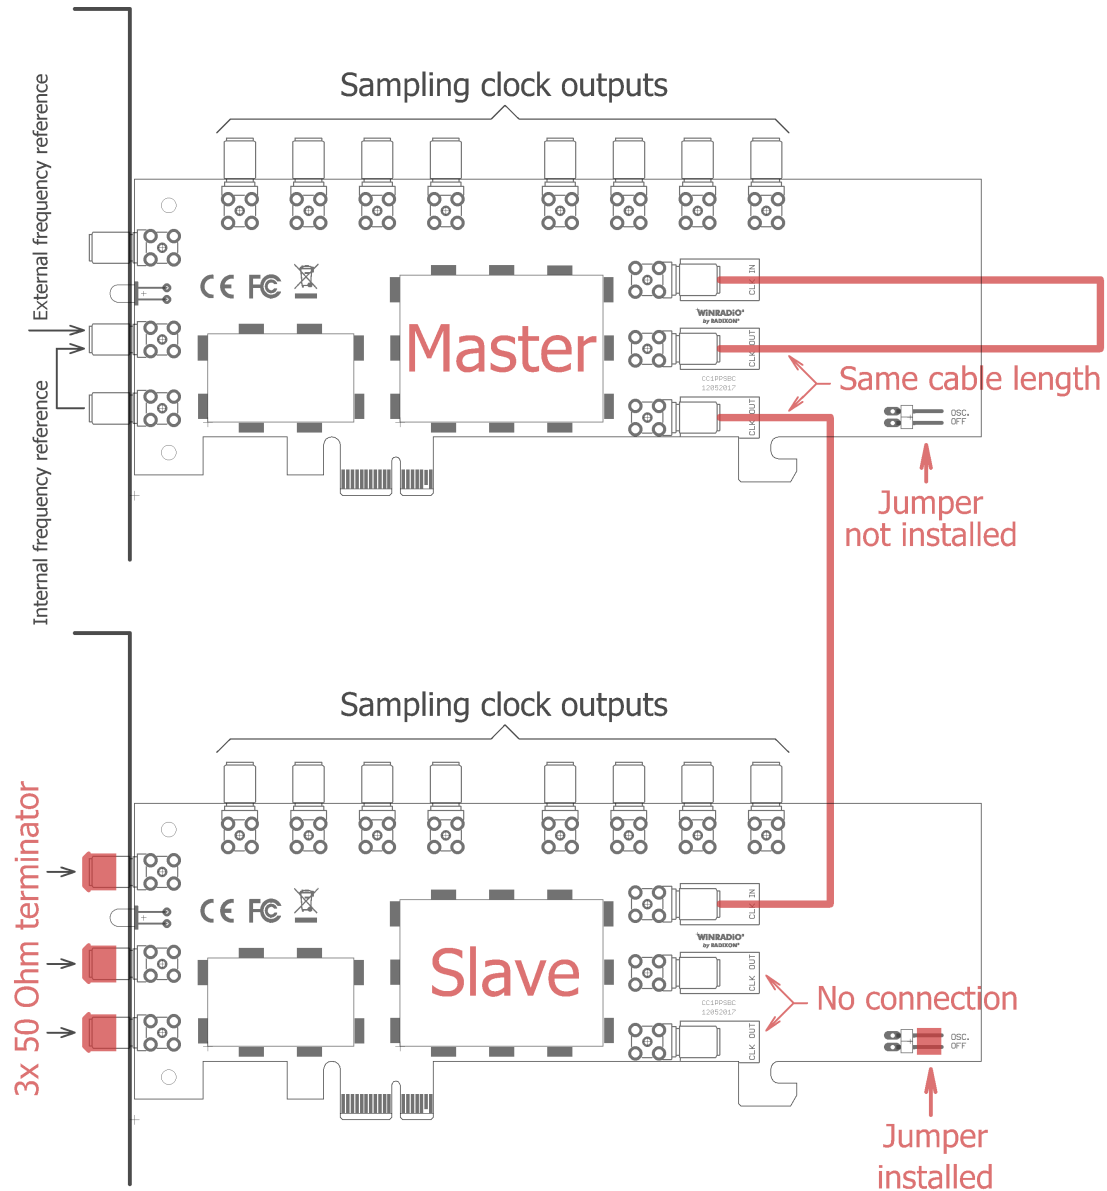 Sampling clock outputs
External frequency reference
Internal frequency reference
CE FC
CLK IN
WiNRADiO®
by RADIXON®
Master
CLK OUT
Same cable length
CC1PPSBC
12052017
CLK OUT
OSC.
OFF
Jumper
not installed
Sampling clock outputs
3x 50 Ohm terminator
CE FC
CLK IN
WiNRADiO®
by RADIXON®
Slave
CLK OUT
No connection
CC1PPSBC
12052017
CLK OUT
OSC.
OFF
Jumper
installed